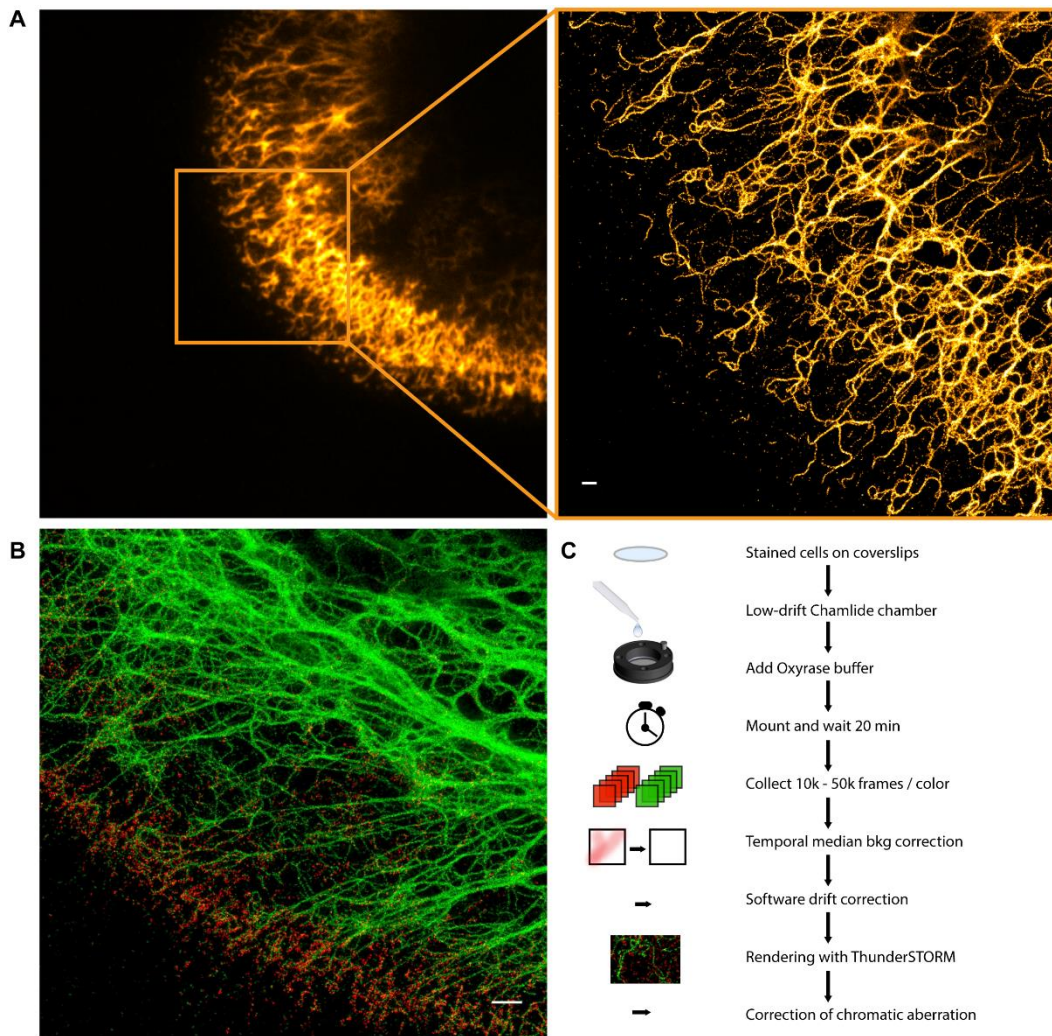 A
B
C
Stained cells on coverslips
Low-drift Chamlide chamber
Add Oxyrase buffer
Mount and wait 20 min
Collect 10k - 50k frames / color
Temporal median bkg correction
Software drift correction
Rendering with ThunderSTORM
Correction of chromatic aberration